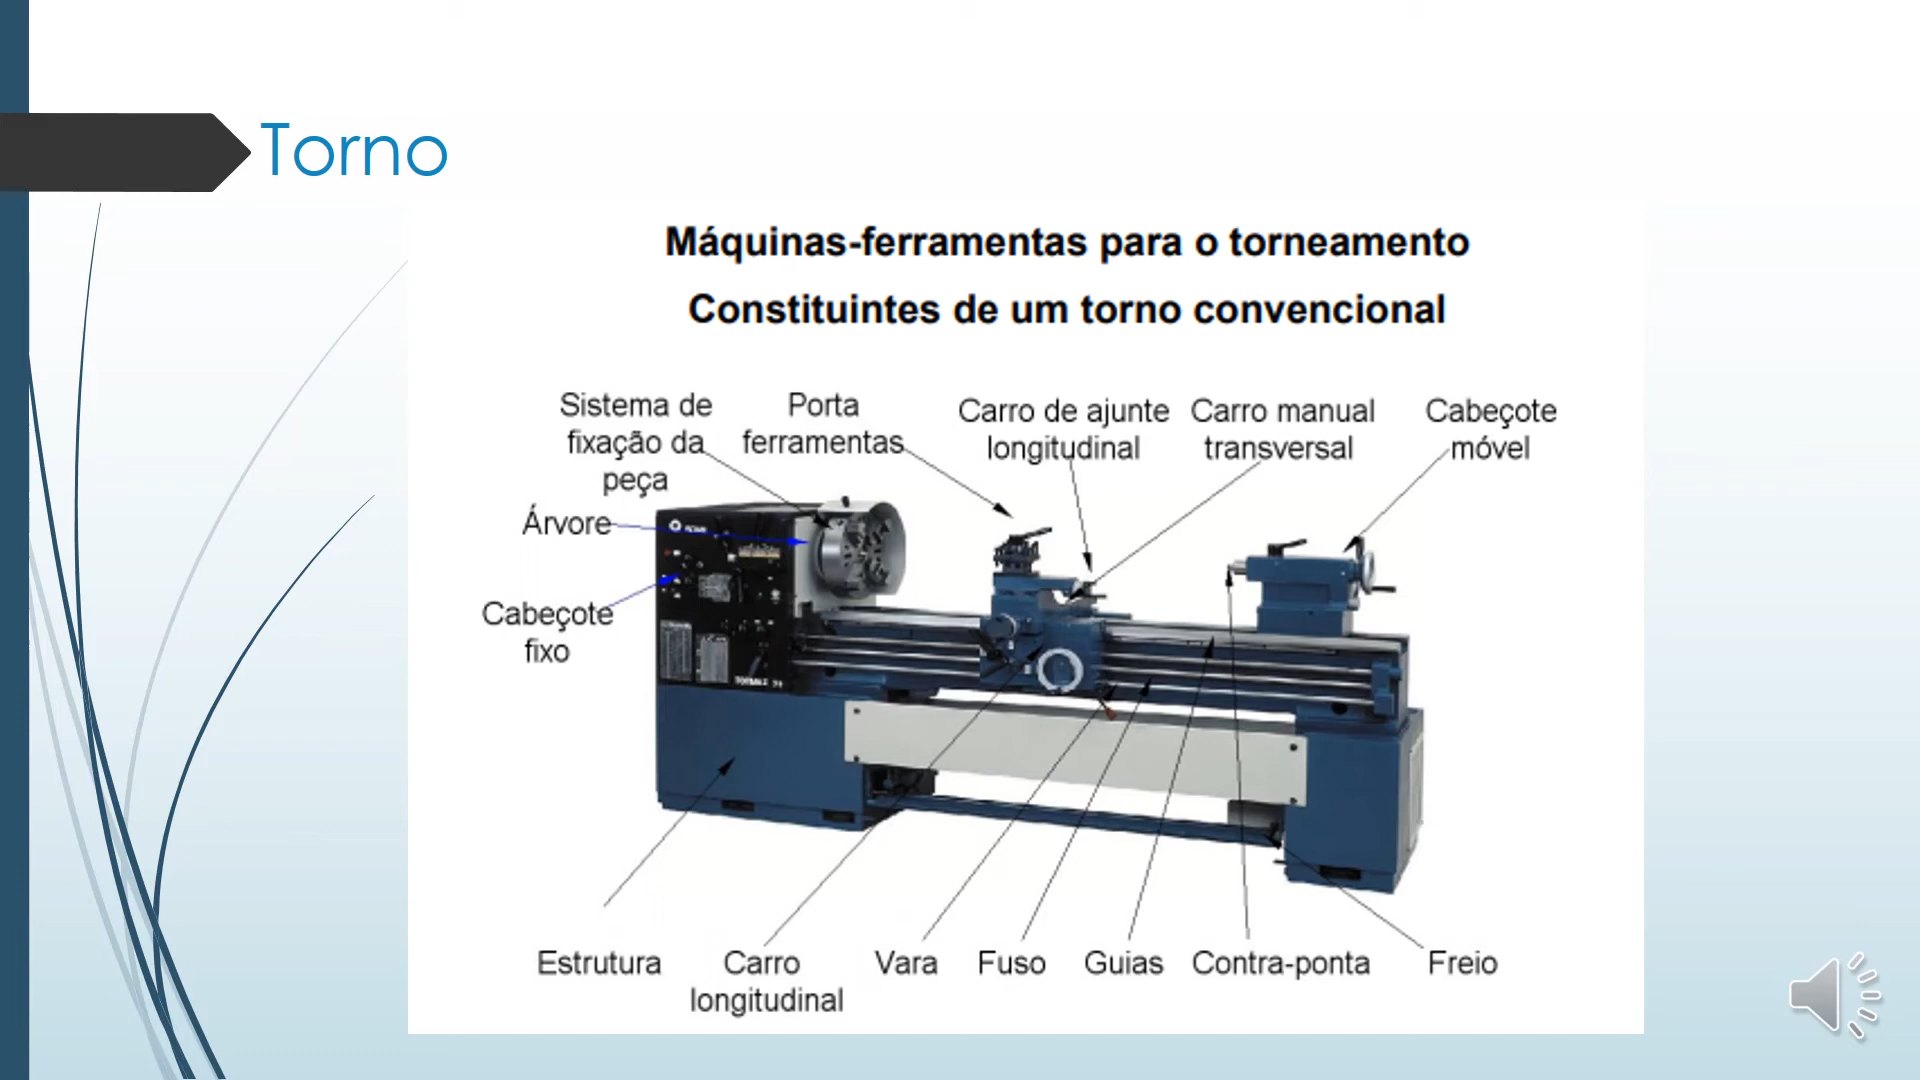 Torno
Máquinas-ferramentas para o torneamento
Constituintes de um torno convencional
Sistema de
fixação da
peça
Porta
ferramentas
Carro de ajunte
longitudinal
Carro manual
transversal
Cabeçote
móvel
Árvore
Cabeçote
fixo
Estrutura
Carro
longitudinal
Vara
Fuso
Guias
Contra-ponta
Freio